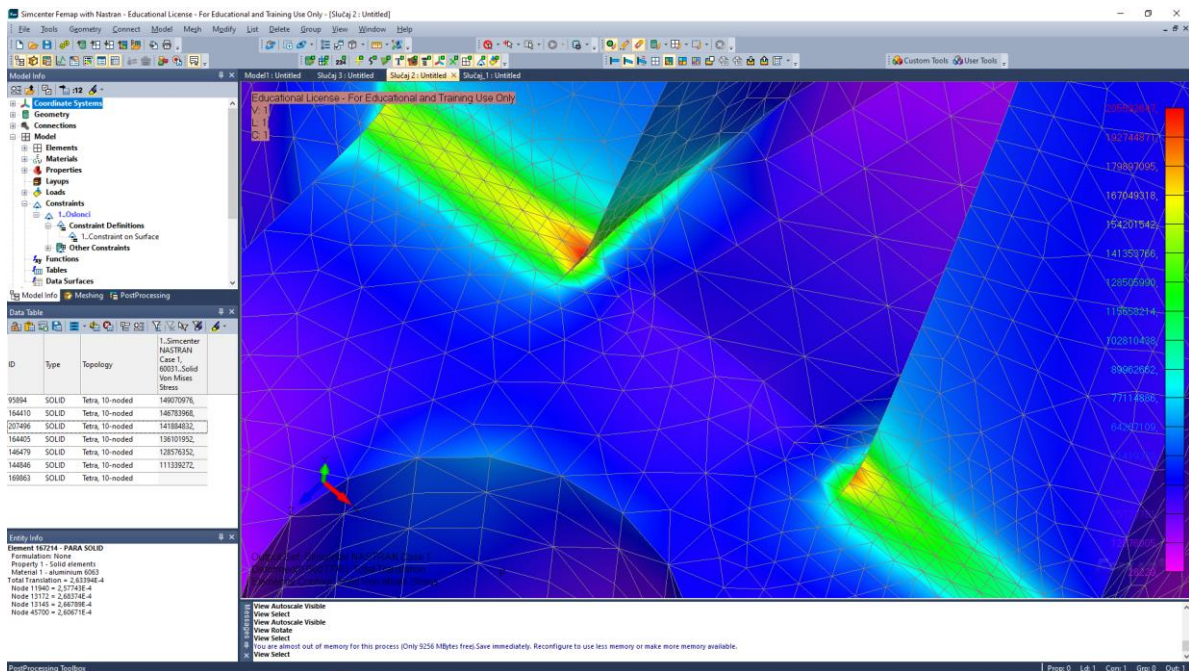 Simcenter Femap with Nastran - Educational License - For Educational and Training Use Only - [Slučaj 2 : Untitled]
File Tools Geometry Connect Model Mesh Modify List Delete Group View Window Help
Custom Tools User Tools
Model Info
Model1 : Untitled Slučaj 3 : Untitled Slučaj 2 : Untitled Slučaj_1 : Untitled
:12
Coordinate Systems
Geometry
Connections
Model
Elements
Materials
Properties
Layups
Loads
Constraints
1..Oslonci
Constraint Definitions
1..Constraint on Surface
Other Constraints
Functions
Tables
Data Surfaces
Model Info Meshing PostProcessing
Data Table
ID Type Topology 1..Simcenter NASTRAN Case 1, 60031..Solid Von Mises Stress
95894 SOLID Tetra, 10-noded 149070976,
164410 SOLID Tetra, 10-noded 146783968,
207496 SOLID Tetra, 10-noded 141884832,
164405 SOLID Tetra, 10-noded 136101952,
146479 SOLID Tetra, 10-noded 128576352,
144846 SOLID Tetra, 10-noded 111339272,
169863 SOLID Tetra, 10-noded
Entity Info
Element 167214 - PARA SOLID
Formulation: None
Property 1 - Solid elements
Material 1 - aluminium 6063
Total Translation = 2,63394E-4
Node 11940 = 2,57743E-4
Node 13172 = 2,68374E-4
Node 13145 = 2,66789E-4
Node 45700 = 2,60671E-4
Educational License - For Educational and Training Use Only
V: 1
L: 1
C: 1
192744871,
179897095,
167049318,
154201542,
141353766,
128505990,
115658214,
102810438,
89962662,
77114886,
64267109,
Messages
View Autoscale Visible
View Select
View Autoscale Visible
View Rotate
View Select
You are almost out of memory for this process (Only 9256 MBytes free).Save immediately. Reconfigure to use less memory or make more memory available.
View Select
PostProcessing Toolbox
Prop: 0 Ld: 1 Con: 1 Grp: 0 Out: 1